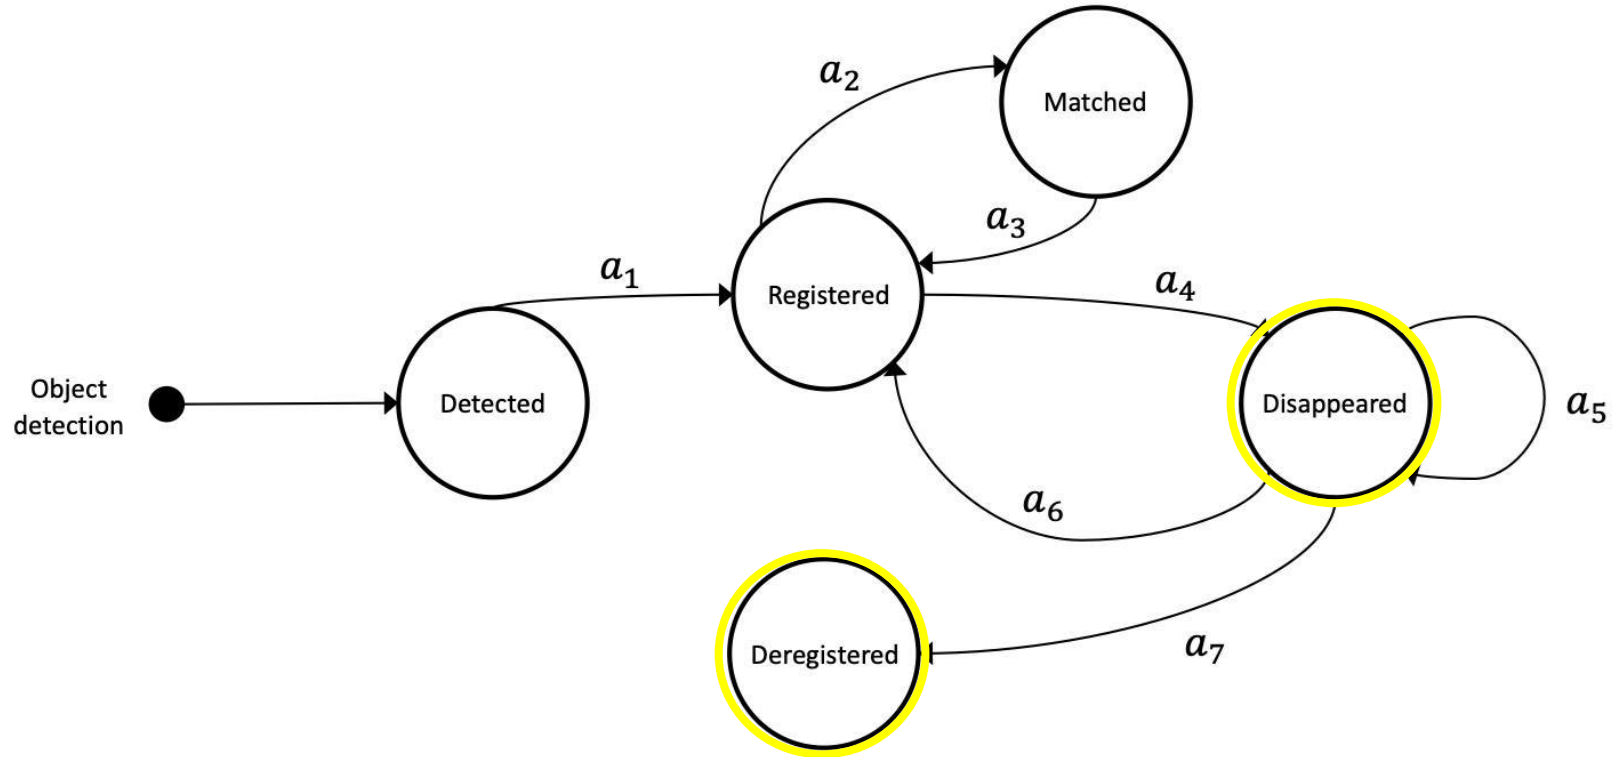 Matched
a2
a3
a1
Registered
a4
Object
detection
Detected
Disappeared
a5
a6
Deregistered
a7